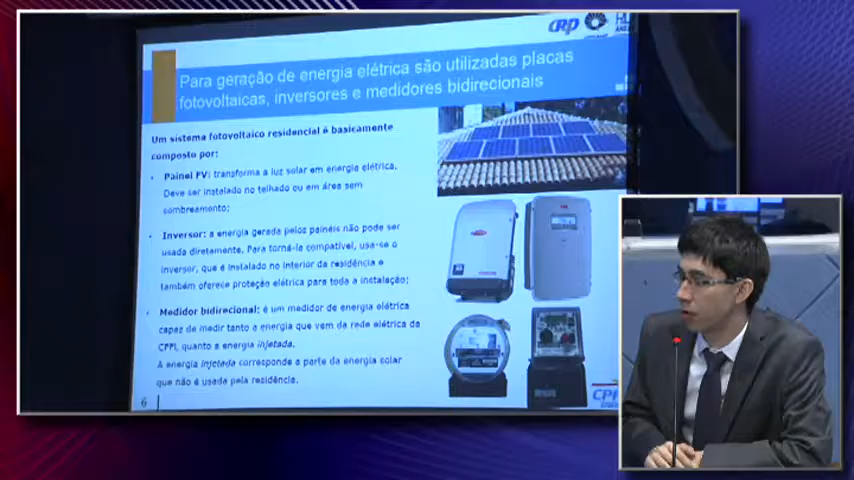 CRP
Para geração de energia elétrica são utilizadas placas
fotovoltaicas, inversores e medidores bidirecionais
Um sistema fotovoltaico residencial é basicamente
composto por:
• Painel FV: transforma a luz solar em energia elétrica.
Deve ser instalado no telhado ou em área sem
sombreamento;
• Inversor: a energia gerada pelos painéis não pode ser
usada diretamente. Para torná-la compatível, usa-se o
inversor, que é instalado no interior da residência e
também oferece proteção elétrica para toda a instalação;
• Medidor bidirecional: é um medidor de energia elétrica
capaz de medir tanto a energia que vem da rede elétrica da
CPFL quanto a energia injetada.
A energia injetada corresponde a parte da energia solar
que não é usada pela residência.
6